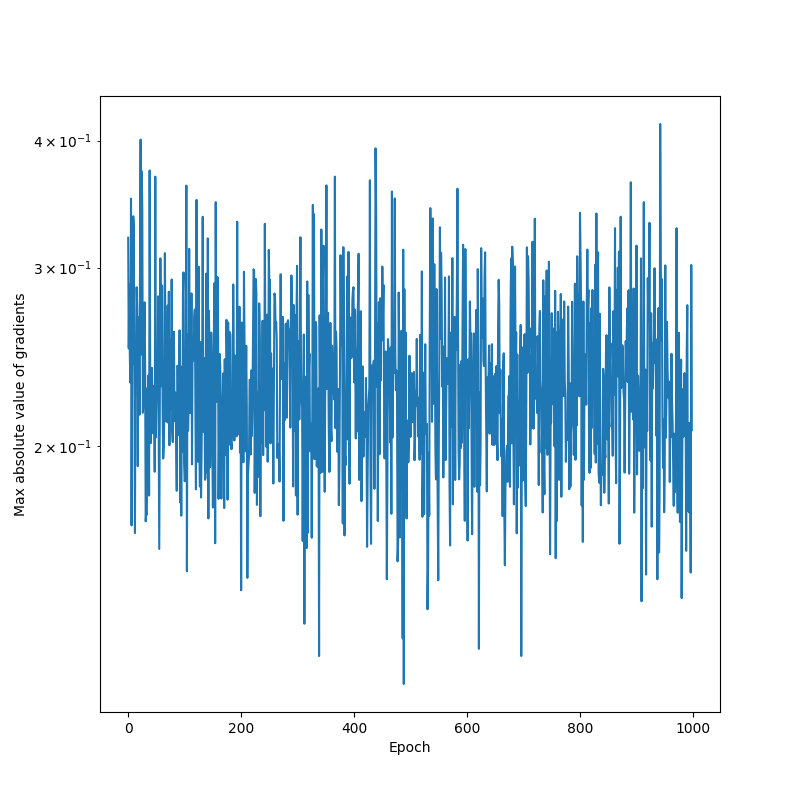 Max absolute value of gradients
4 × 10⁻¹
3 × 10⁻¹
2 × 10⁻¹
0 200 400 600 800 1000
Epoch